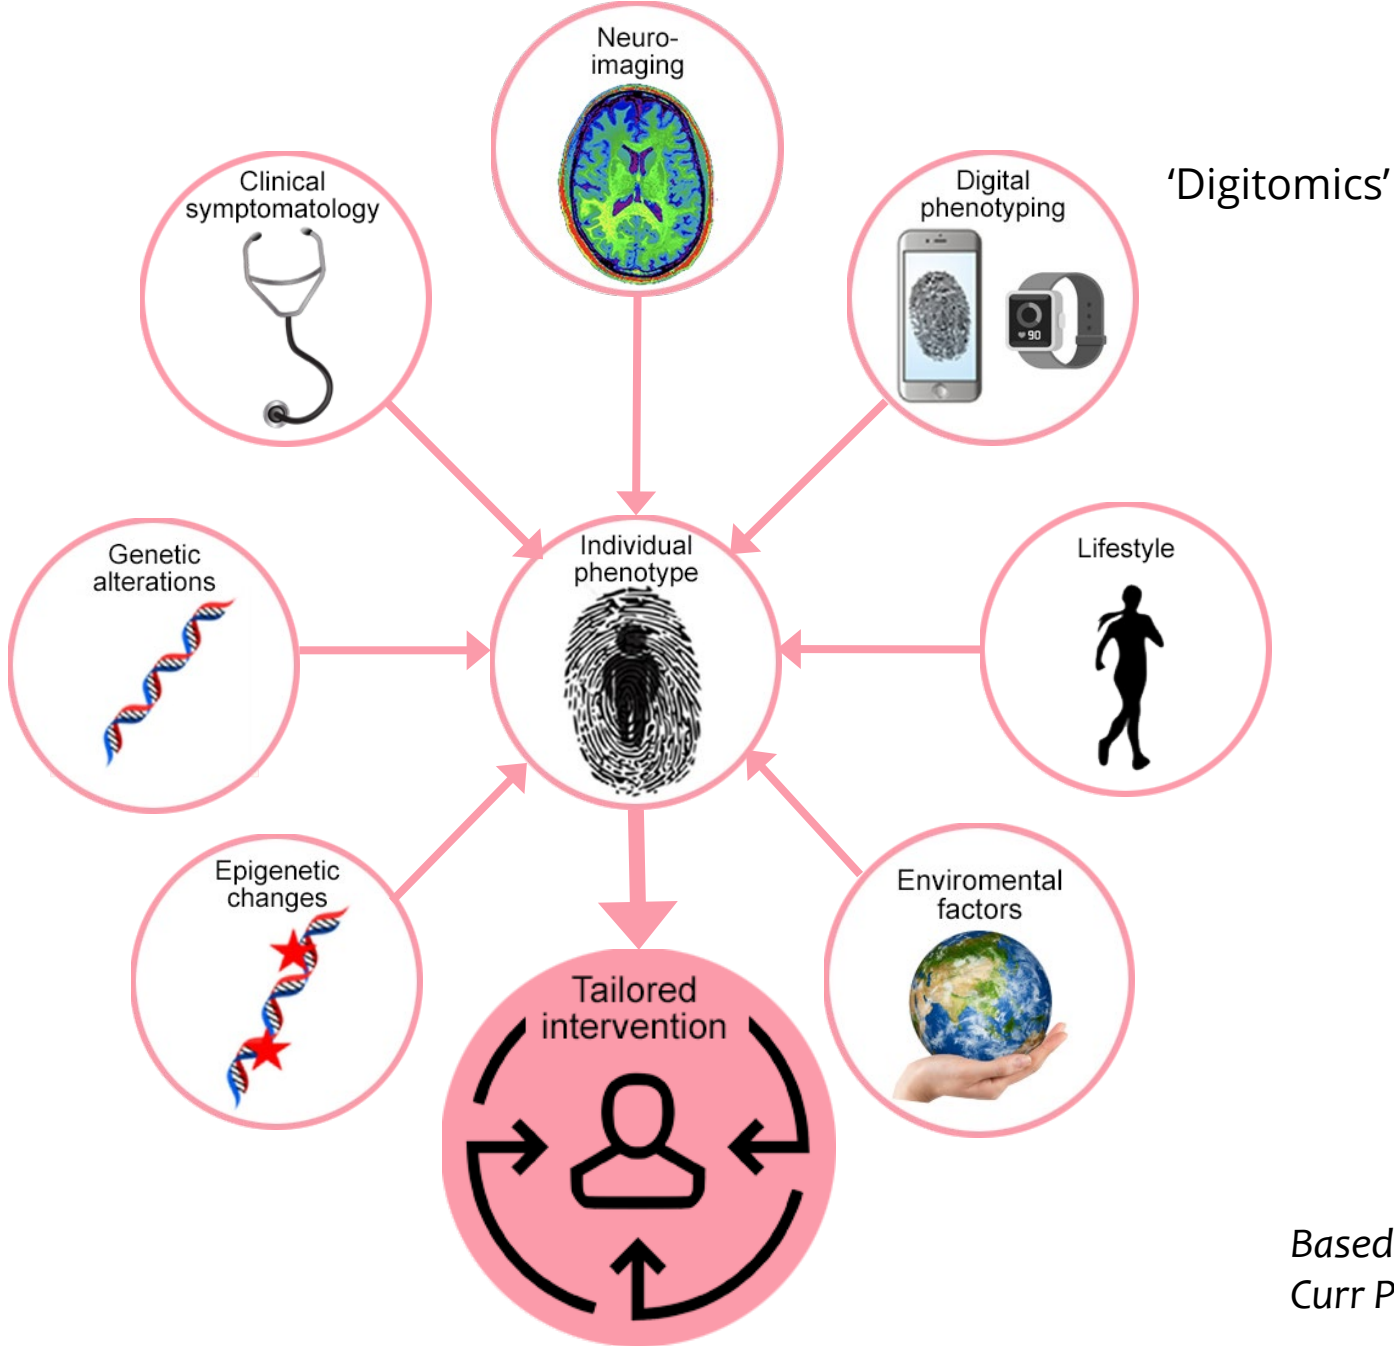 Neuro-
imaging
Clinical
symptomatology
Digital
phenotyping
'Digitomics'
90
Genetic
alterations
Individual
phenotype
Lifestyle
Epigenetic
changes
Enviromental
factors
Tailored
intervention
Based
Curr P